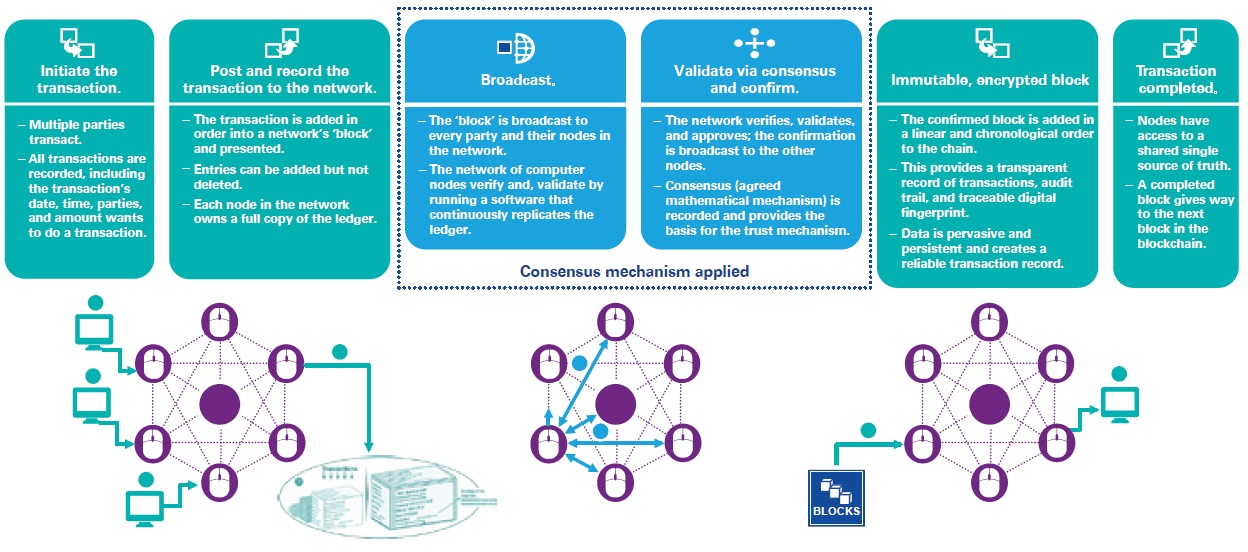 Initiate the
transaction.
– Multiple parties
transact.
– All transactions are
recorded, including
the transaction's
date, time, parties,
and amount wants
to do a transaction.
Post and record the
transaction to the network.
– The transaction is added in
order into a network's 'block'
and presented.
– Entries can be added but not
deleted.
– Each node in the network
owns a full copy of the ledger.
Broadcast.
– The 'block' is broadcast to
every party and their nodes in
the network.
– The network of computer
nodes verify and, validate by
running a software that
continuously replicates the
ledger.
Validate via consensus
and confirm.
– The network verifies, validates,
and approves; the confirmation
is broadcast to the other
nodes.
– Consensus (agreed
mathematical mechanism) is
recorded and provides the
basis for the trust mechanism.
Consensus mechanism applied
Immutable, encrypted block
– The confirmed block is added in
a linear and chronological order
to the chain.
– This provides a transparent
record of transactions, audit
trail, and traceable digital
fingerprint.
– Data is pervasive and
persistent and creates a
reliable transaction record.
Transaction
completed.
– Nodes have
access to a
shared single
source of truth.
– A completed
block gives way
to the next
block in the
blockchain.
Transactions
BLOCKS